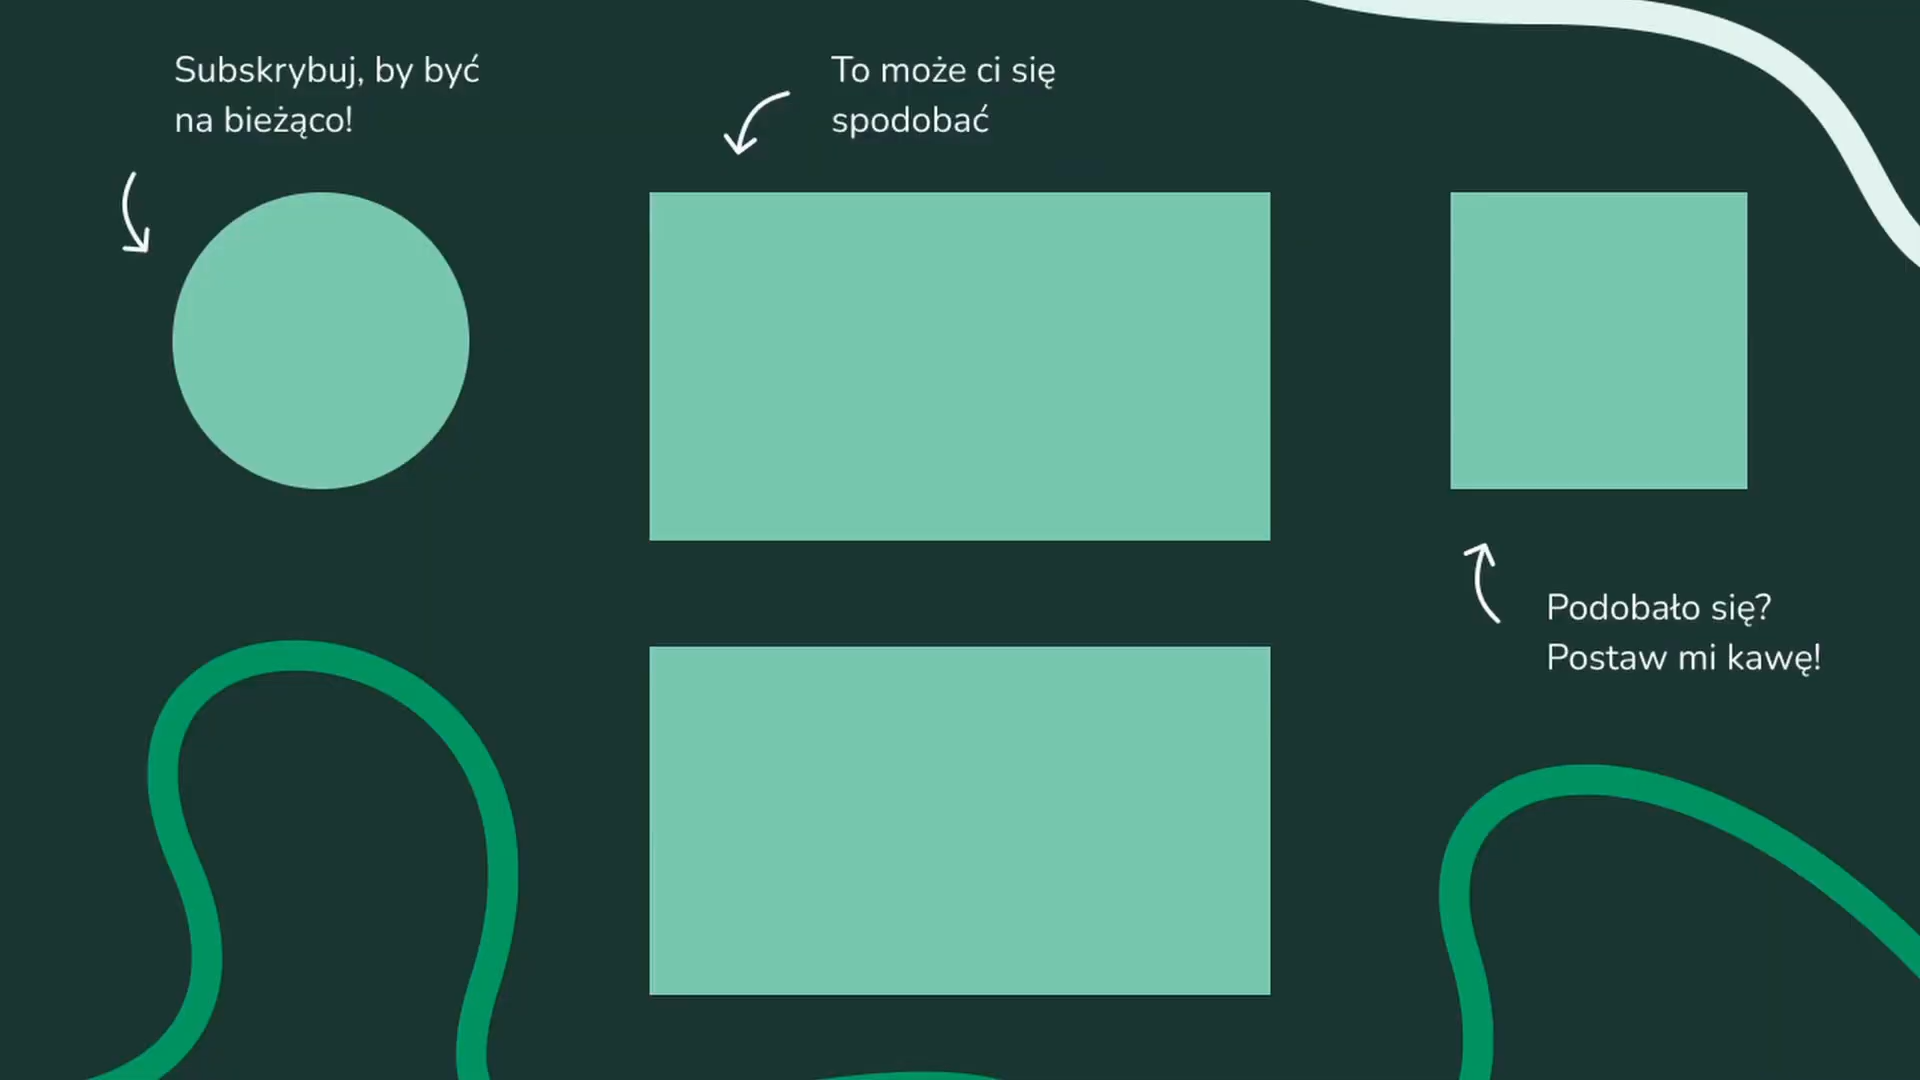 Subskrybuj, by być
na bieżąco!
To może ci się
spodobać
Podobało się?
Postaw mi kawę!